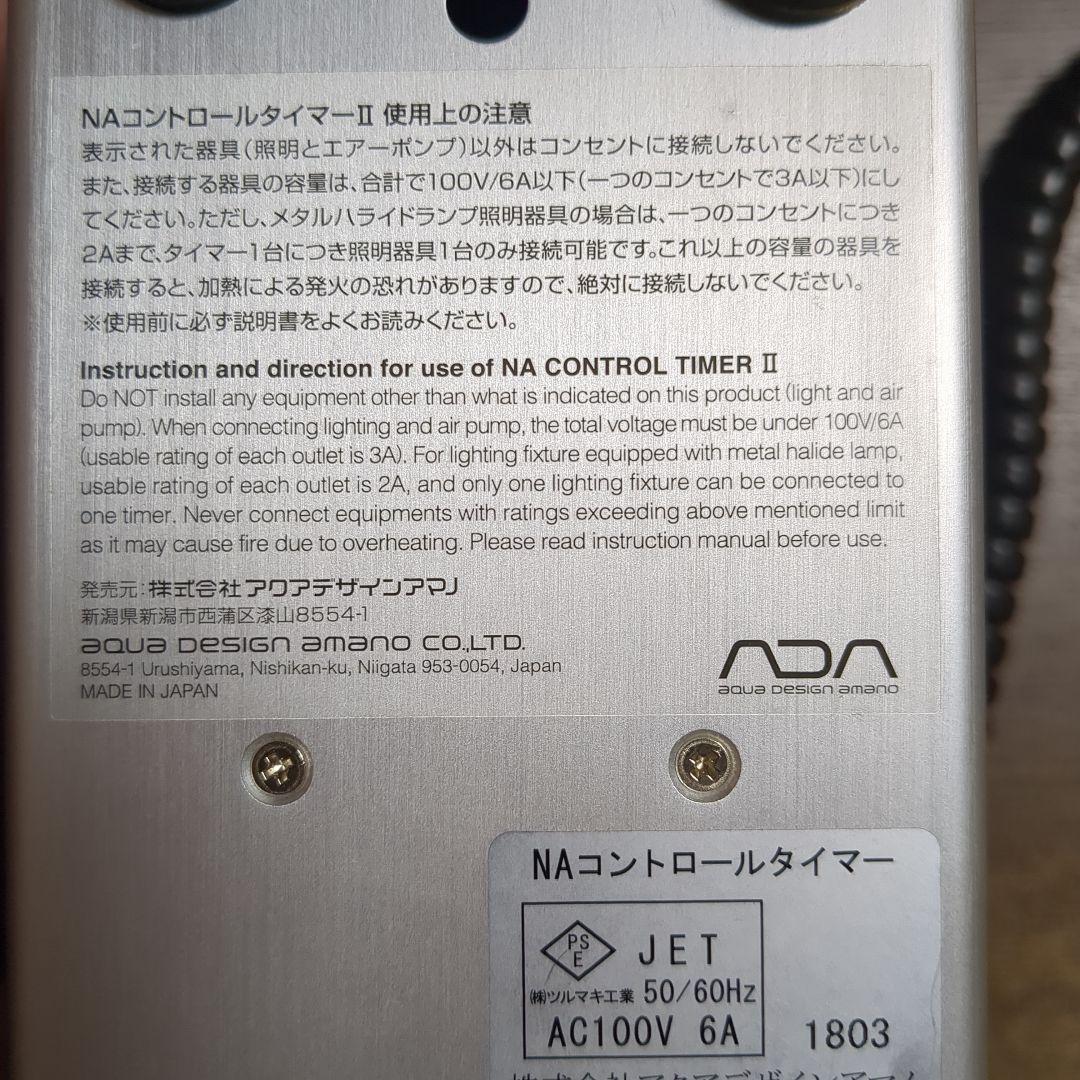 NAコントロールタイマーⅡ 使用上の注意
表示された器具(照明とエアーポンプ)以外はコンセントに接続しないでください。
また、接続する器具の容量は、合計で100V/6A以下(一つのコンセントで3A以下)にし
てください。ただし、メタルハライドランプ照明器具の場合は、一つのコンセントにつき
2Aまで、タイマー1台につき照明器具1台のみ接続可能です。これ以上の容量の器具を
接続すると、加熱による発火の恐れがありますので、絶対に接続しないでください。
※使用前に必ず説明書をよくお読みください。
Instruction and direction for use of NA CONTROL TIMER Ⅱ
Do NOT install any equipment other than what is indicated on this product (light and air
pump). When connecting lighting and air pump, the total voltage must be under 100V/6A
(usable rating of each outlet is 3A). For lighting fixture equipped with metal halide lamp,
usable rating of each outlet is 2A, and only one lighting fixture can be connected to
one timer. Never connect equipments with ratings exceeding above mentioned limit
as it may cause fire due to overheating. Please read instruction manual before use.
発売元:株式会社アクアデザインアマノ
新潟県新潟市西蒲区漆山8554-1
AQUA DESIGN AMANO CO.,LTD.
8554-1 Urushiyama, Nishikan-ku, Niigata 953-0054, Japan
MADE IN JAPAN
ADA
AQUA DESIGN AMANO
NAコントロールタイマー
PS
E
JET
㈱ツルマキ工業 50/60Hz
AC100V 6A
1803
株式会社アクアデザインアマノ